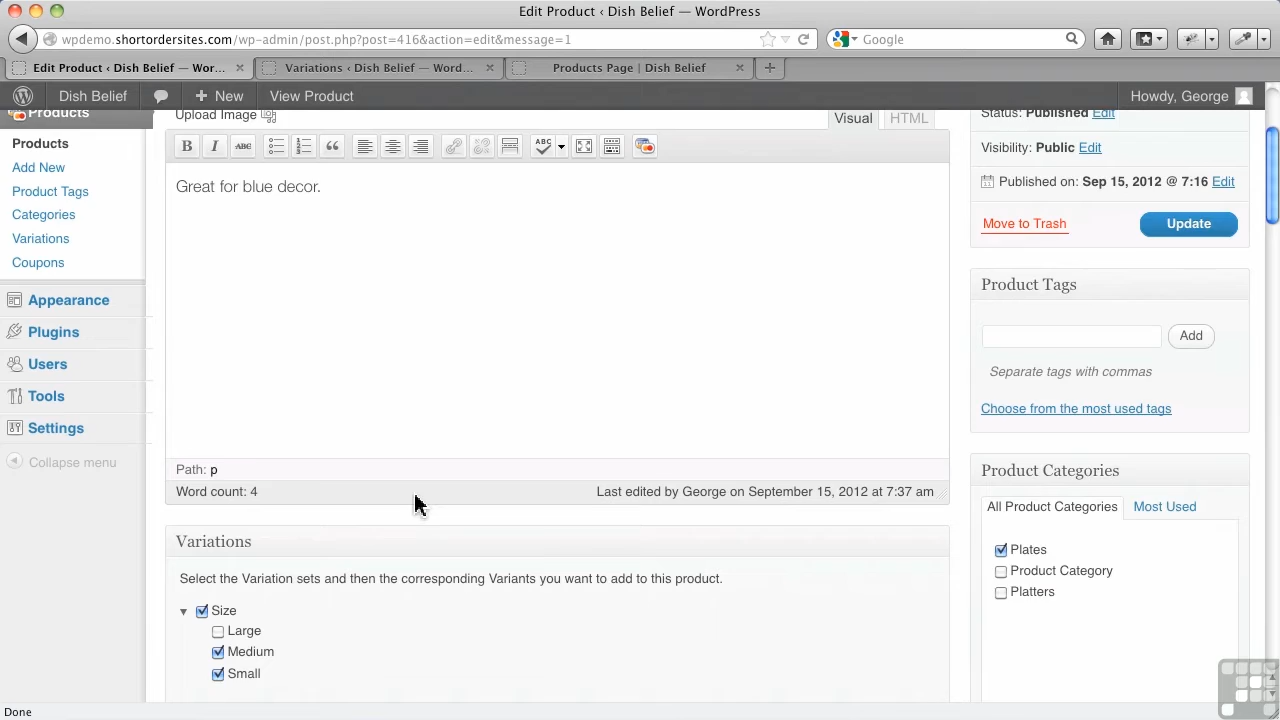 Edit Product ‹ Dish Belief — WordPress
wpdemo.shortordersites.com/wp-admin/post.php?post=416&action=edit&message=1
Google
Edit Product ‹ Dish Belief — Wor...
Variations ‹ Dish Belief — Word...
Products Page | Dish Belief
Dish Belief
+ New
View Product
Howdy, George
Products
Products
Add New
Product Tags
Categories
Variations
Coupons
Appearance
Plugins
Users
Tools
Settings
Collapse menu
Upload Image
Visual
HTML
B I ABC
ABC
Great for blue decor.
Path: p
Word count: 4
Last edited by George on September 15, 2012 at 7:37 am
Variations
Select the Variation sets and then the corresponding Variants you want to add to this product.
Size
Large
Medium
Small
Status: Published Edit
Visibility: Public Edit
Published on: Sep 15, 2012 @ 7:16 Edit
Move to Trash
Update
Product Tags
Add
Separate tags with commas
Choose from the most used tags
Product Categories
All Product Categories
Most Used
Plates
Product Category
Platters
Done